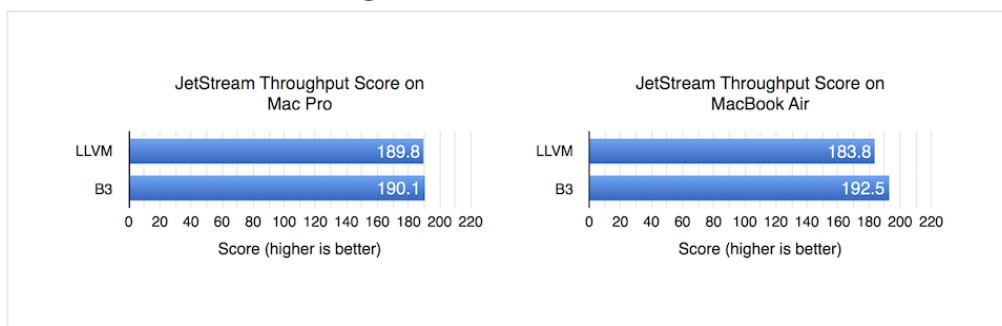 JetStream Throughput Score on
Mac Pro
LLVM
189.8
B3
190.1
0 20 40 60 80 100 120 140 160 180 200 220
Score (higher is better)
JetStream Throughput Score on
MacBook Air
LLVM
183.8
B3
192.5
0 20 40 60 80 100 120 140 160 180 200 220
Score (higher is better)